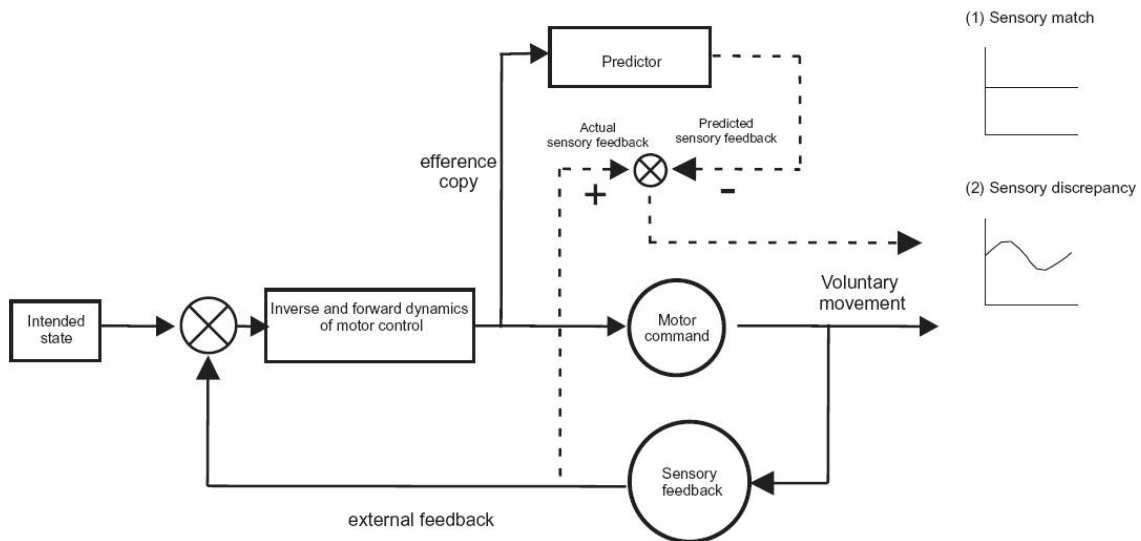 (1) Sensory match
Predictor
Actual
sensory feedback
Predicted
sensory feedback
efference
copy
+
-
(2) Sensory discrepancy
Voluntary
movement
Intended
state
Inverse and forward dynamics
of motor control
Motor
command
Sensory
feedback
external feedback